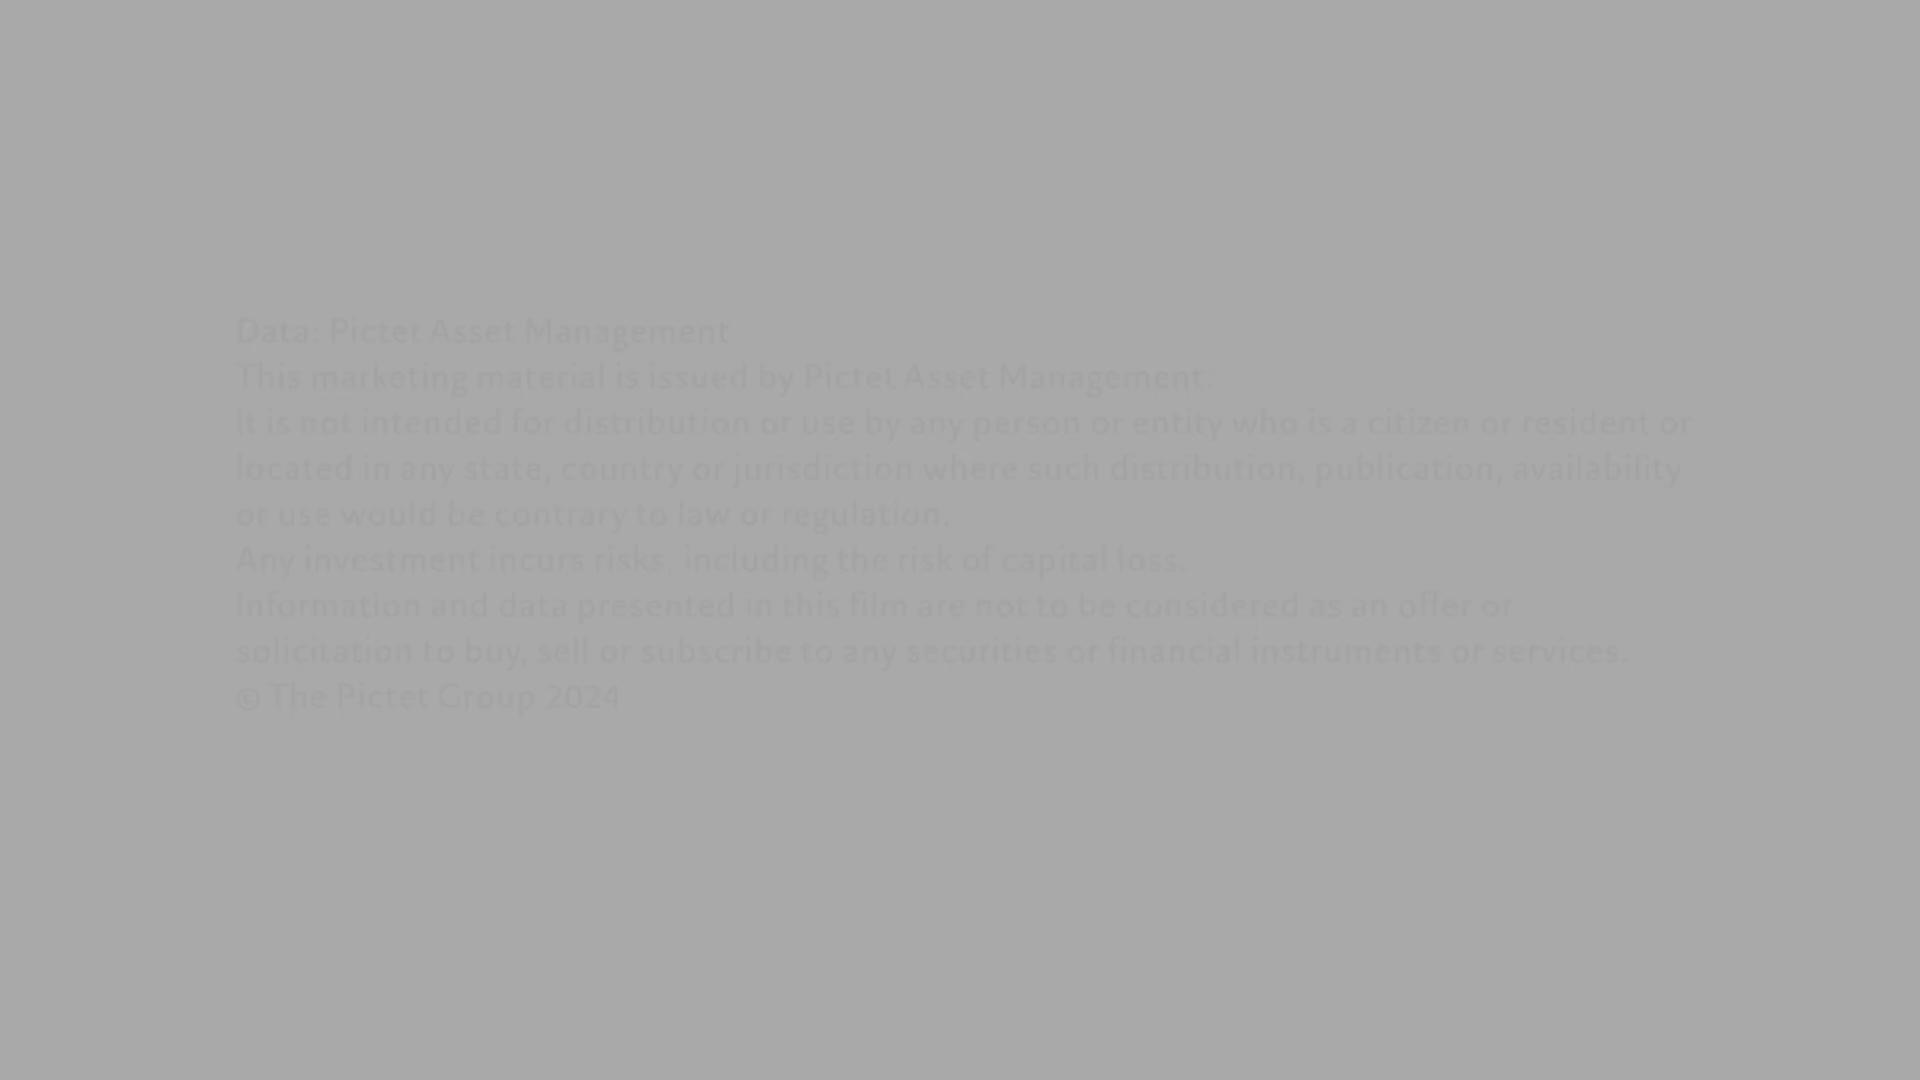 Data: Pictet Asset Management
This marketing material is issued by Pictet Asset Management.
It is not intended for distribution or use by any person or entity who is a citizen or resident or
located in any state, country or jurisdiction where such distribution, publication, availability
or use would be contrary to law or regulation.
Any investment incurs risks, including the risk of capital loss.
Information and data presented in this film are not to be considered as an offer or
solicitation to buy, sell or subscribe to any securities or financial instruments or services.
© The Pictet Group 2024